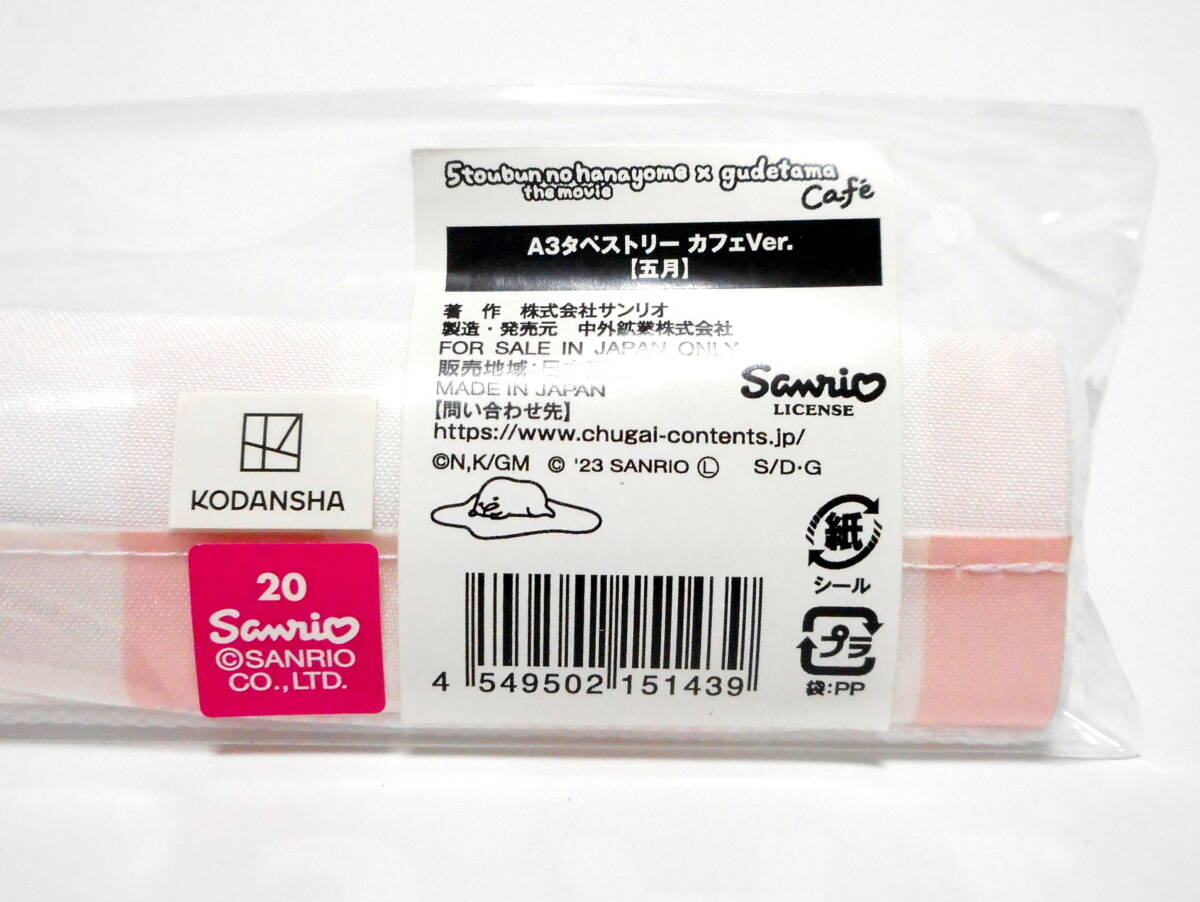 5toubun no hanayome x gudetama
the movie
Café
A3タペストリー カフェVer.
【五月】
著 作 株式会社サンリオ
製造・発売元 中外鉱業株式会社
FOR SALE IN JAPAN ONLY
販売地域:日本
MADE IN JAPAN
【問い合わせ先】
https://www.chugai-contents.jp/
©N,K/GM © '23 SANRIO Ⓛ S/D・G
Sanrio
LICENSE
紙
シール
プラ
袋:PP
4 549502 151439
KODANSHA
20
Sanrio
©SANRIO
CO.,LTD.